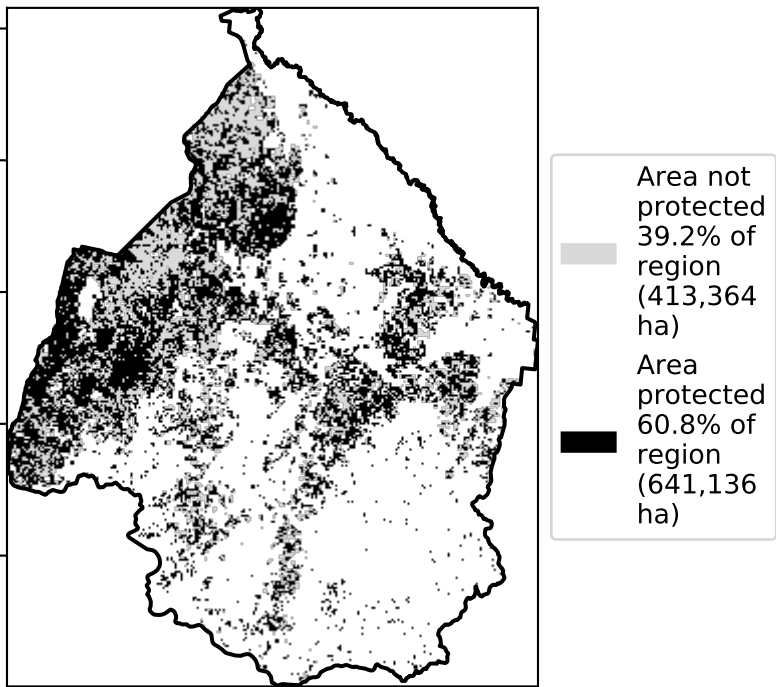 Area not
protected
39.2% of
region
(413,364
ha)
Area
protected
60.8% of
region
(641,136
ha)